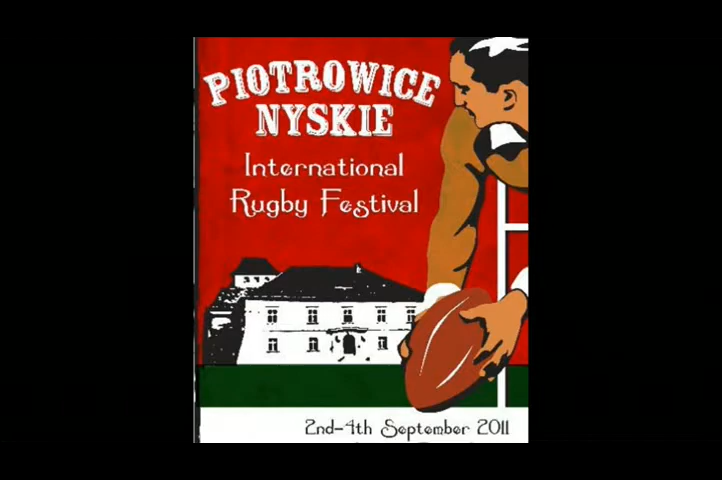 PIOTROWICE
NYSKIE
International
Rugby Festival
2nd-4th September 2011